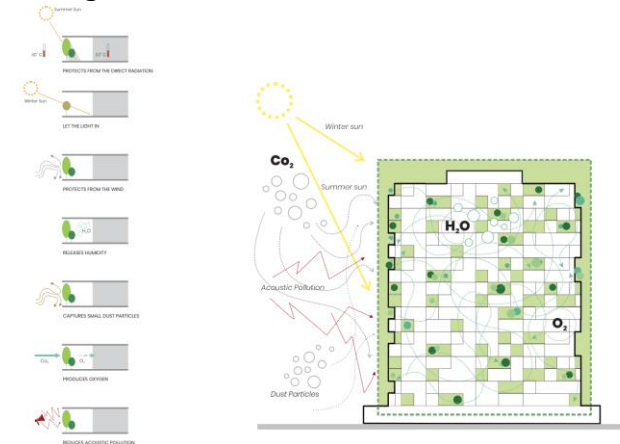 Summer Sun
PROTECTS FROM THE DIRECT RADIATION
Winter sun
LET THE LIGHT IN
PROTECTS FROM THE WIND
H₂O
RELEASES HUMIDITY
CAPTURES SMALL DUST PARTICLES
CO₂ O₂
PRODUCES OXYGEN
REDUCES ACOUSTIC POLLUTION
Winter sun
Co₂
Summer sun
H₂O
Acoustic Pollution
O₂
Dust Particles